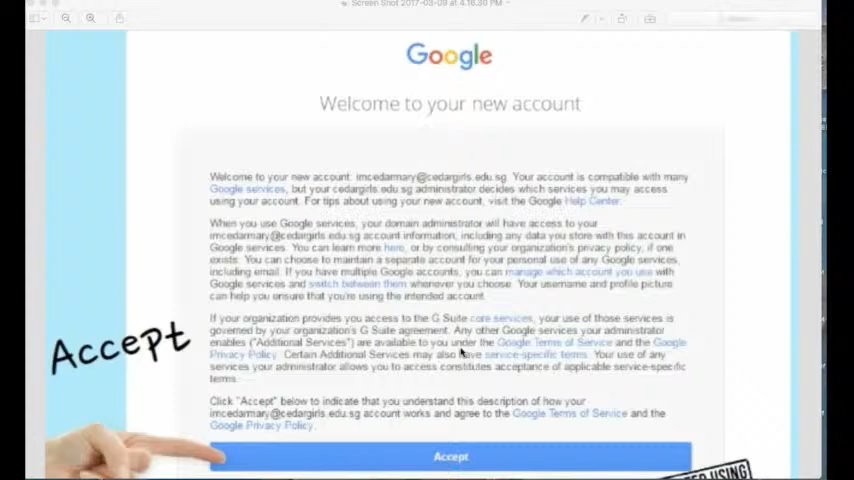 Screen Shot 2017-03-09 at 4.16.30 PM
Google
Welcome to your new account
Welcome to your new account: imcedarmary@cedargirls.edu.sg. Your account is compatible with many
Google services, but your cedargirls.edu.sg administrator decides which services you may access
using your account. For tips about using your new account, visit the Google Help Center.
When you use Google services, your domain administrator will have access to your
imcedarmary@cedargirls.edu.sg account information, including any data you store with this account in
Google services. You can learn more here, or by consulting your organization's privacy policy, if one
exists. You can choose to maintain a separate account for your personal use of any Google services,
including email. If you have multiple Google accounts, you can manage which account you use with
Google services and switch between them whenever you choose. Your username and profile picture
can help you ensure that you're using the intended account.
If your organization provides you access to the G Suite core services, your use of those services is
governed by your organization's G Suite agreement. Any other Google services your administrator
enables ("Additional Services") are available to you under the Google Terms of Service and the Google
Privacy Policy. Certain Additional Services may also have service-specific terms. Your use of any
services your administrator allows you to access constitutes acceptance of applicable service-specific
terms.
Click "Accept" below to indicate that you understand this description of how your
imcedarmary@cedargirls.edu.sg account works and agree to the Google Terms of Service and the
Google Privacy Policy.
Accept
Accept
USING